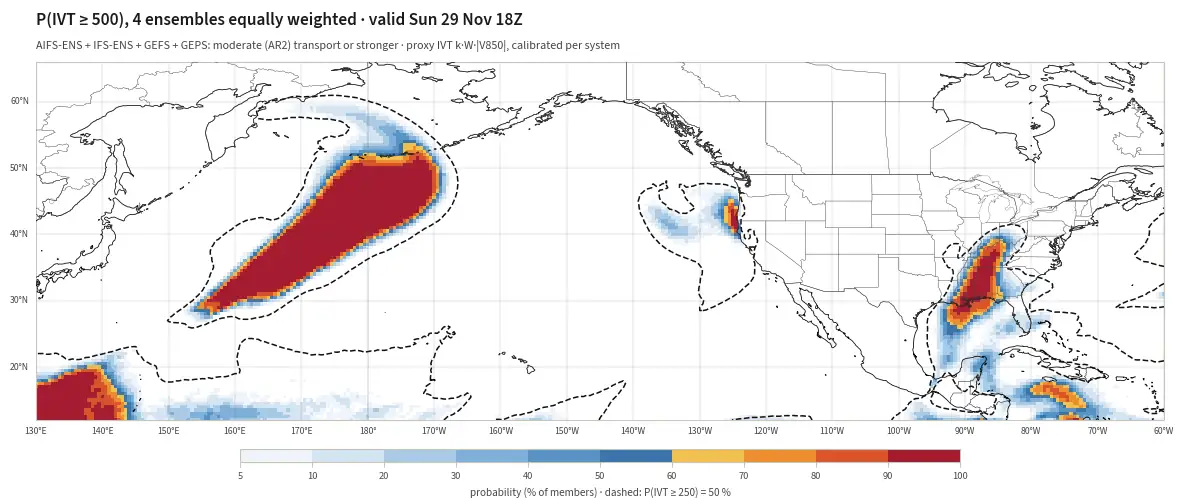 P(IVT ≥ 500), 4 ensembles equally weighted · valid Sun 29 Nov 18Z
AIFS-ENS + IFS-ENS + GEFS + GEPS: moderate (AR2) transport or stronger · proxy IVT k·W·|V850|, calibrated per system
60°N
50°N
40°N
30°N
20°N
130°E 140°E 150°E 160°E 170°E 180° 170°W 160°W 150°W 140°W 130°W 120°W 110°W 100°W 90°W 80°W 70°W 60°W
5 10 20 30 40 50 60 70 80 90 100
probability (% of members) · dashed: P(IVT ≥ 250) = 50 %